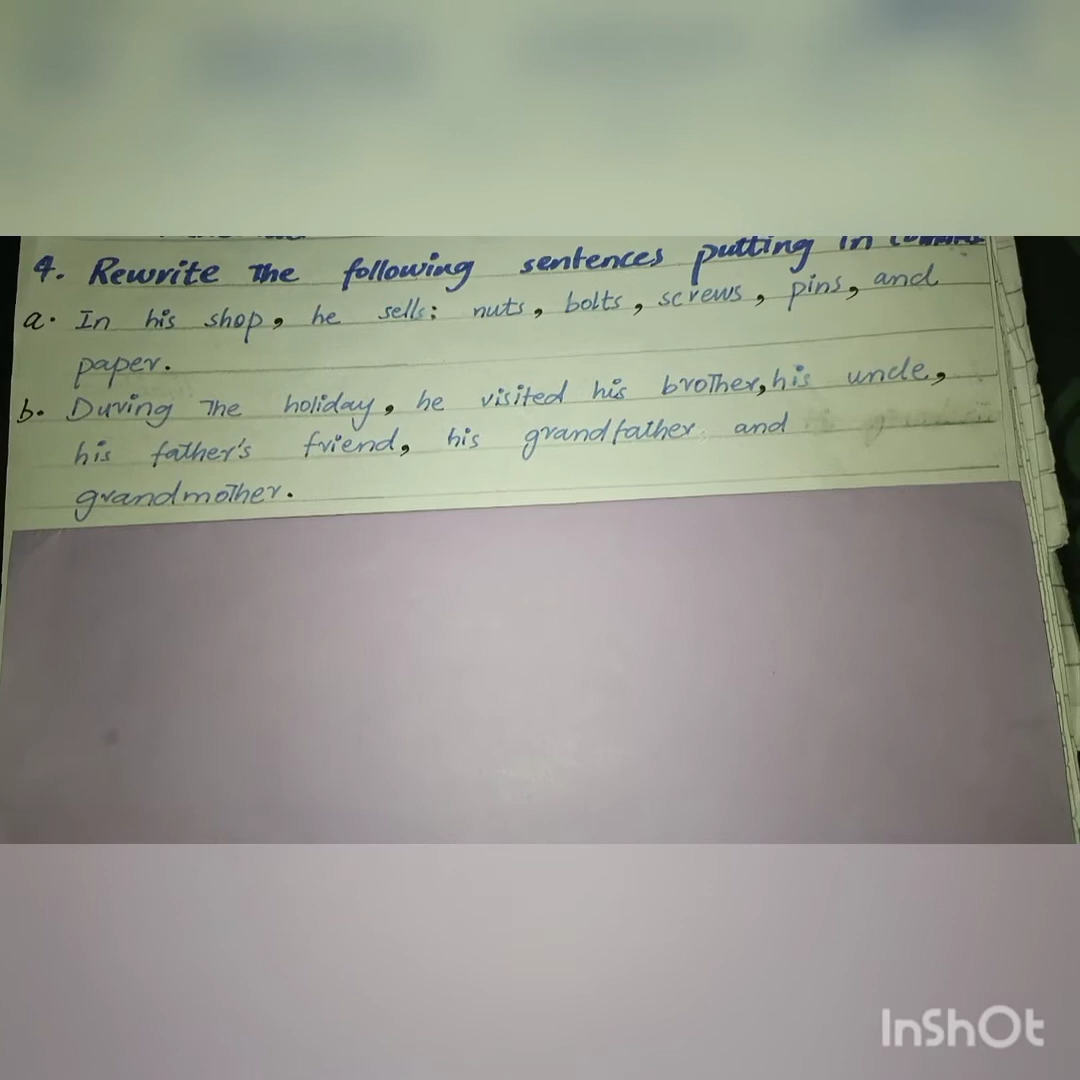 4. Rewrite the following sentences putting in commas
a. In his shop, he sells: nuts, bolts, screws, pins, and
paper.
b. During the holiday, he visited his brother, his uncle,
his father's friend, his grandfather and
grandmother.
InShOt